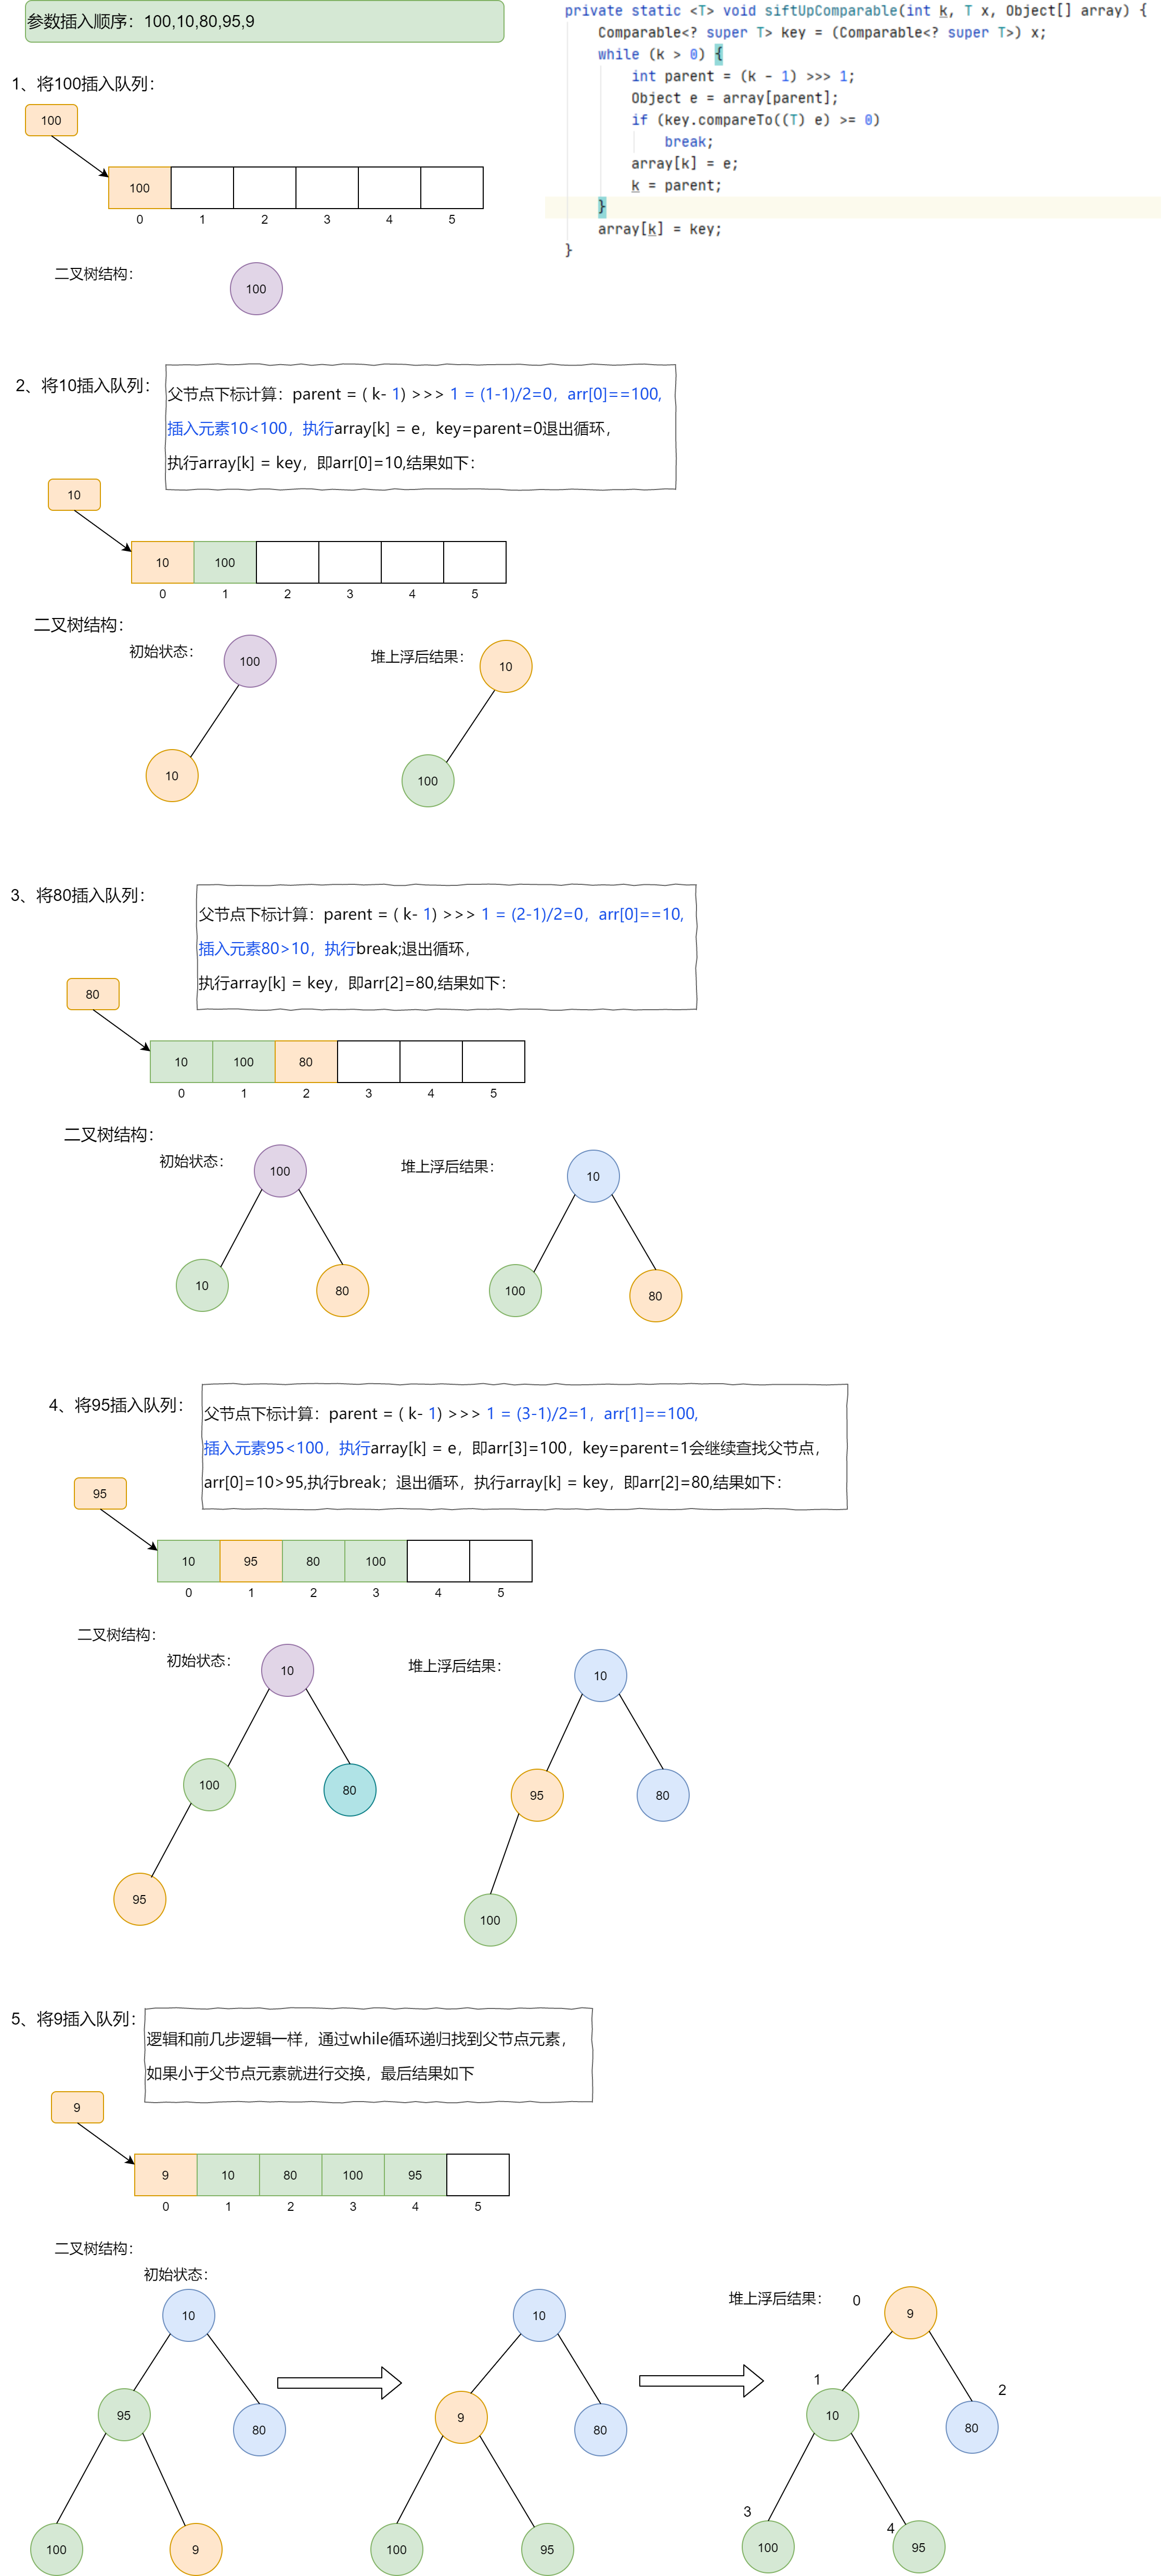 参数插入顺序：100,10,80,95,9
private static <T> void siftUpComparable(int k, T x, Object[] array) {
Comparable<? super T> key = (Comparable<? super T>) x;
while (k > 0) {
int parent = (k - 1) >>> 1;
Object e = array[parent];
if (key.compareTo((T) e) >= 0)
break;
array[k] = e;
k = parent;
}
array[k] = key;
}
1、将100插入队列：
100
100
0 1 2 3 4 5
二叉树结构：
100
2、将10插入队列：
父节点下标计算：parent = ( k- 1) >>> 1 = (1-1)/2=0，arr[0]==100,
插入元素10<100，执行array[k] = e，key=parent=0退出循环，
执行array[k] = key，即arr[0]=10,结果如下：
10
10 100
0 1 2 3 4 5
二叉树结构：
初始状态：
100
10
堆上浮后结果：
10
100
3、将80插入队列：
父节点下标计算：parent = ( k- 1) >>> 1 = (2-1)/2=0，arr[0]==10,
插入元素80>10，执行break;退出循环，
执行array[k] = key，即arr[2]=80,结果如下：
80
10 100 80
0 1 2 3 4 5
二叉树结构：
初始状态：
100
10 80
堆上浮后结果：
10
100 80
4、将95插入队列：
父节点下标计算：parent = ( k- 1) >>> 1 = (3-1)/2=1，arr[1]==100,
插入元素95<100，执行array[k] = e，即arr[3]=100，key=parent=1会继续查找父节点，
arr[0]=10>95,执行break；退出循环，执行array[k] = key，即arr[2]=80,结果如下：
95
10 95 80 100
0 1 2 3 4 5
二叉树结构：
初始状态：
10
100 80
95
堆上浮后结果：
10
95 80
100
5、将9插入队列：
逻辑和前几步逻辑一样，通过while循环递归找到父节点元素，
如果小于父节点元素就进行交换，最后结果如下
9
9 10 80 100 95
0 1 2 3 4 5
二叉树结构：
初始状态：
10
95 80
100 9
10
9 80
100 95
堆上浮后结果：
0 9
1 2
10 80
3 4
100 95